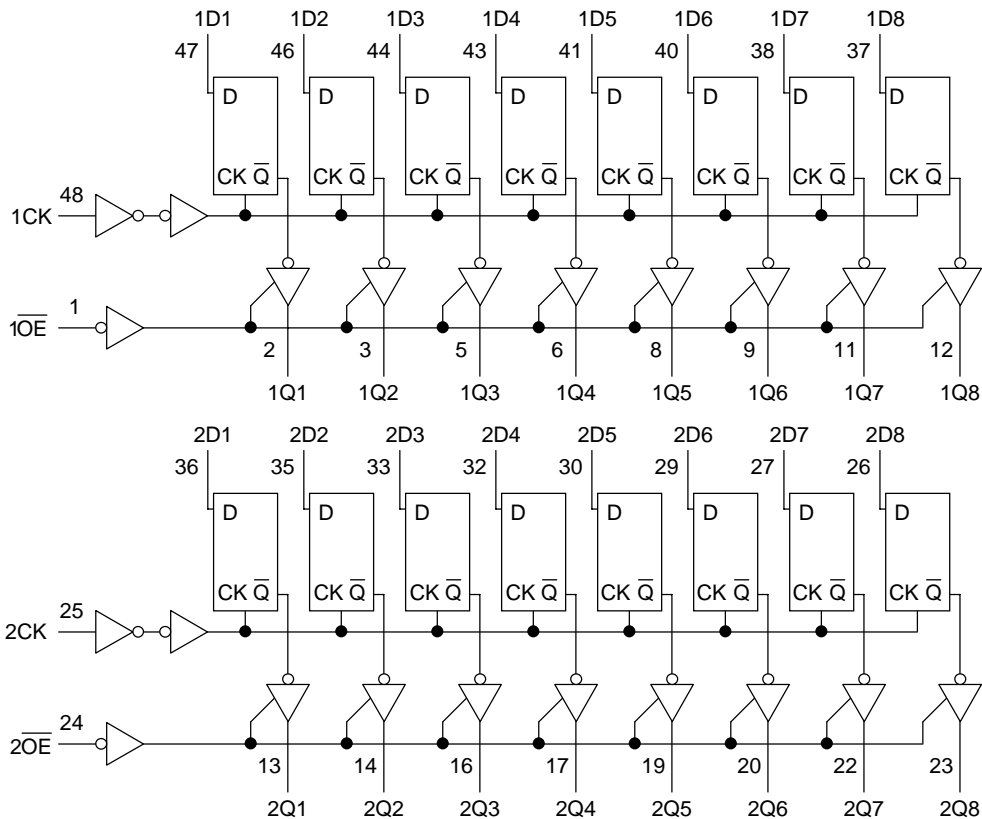 1D1 1D2 1D3 1D4 1D5 1D6 1D7 1D8
47 46 44 43 41 40 38 37
D D D D D D D D
CK Q̅ CK Q̅ CK Q̅ CK Q̅ CK Q̅ CK Q̅ CK Q̅ CK Q̅
48
1CK
1
1O̅E̅
2 3 5 6 8 9 11 12
1Q1 1Q2 1Q3 1Q4 1Q5 1Q6 1Q7 1Q8
2D1 2D2 2D3 2D4 2D5 2D6 2D7 2D8
36 35 33 32 30 29 27 26
D D D D D D D D
CK Q̅ CK Q̅ CK Q̅ CK Q̅ CK Q̅ CK Q̅ CK Q̅ CK Q̅
25
2CK
24
2O̅E̅
13 14 16 17 19 20 22 23
2Q1 2Q2 2Q3 2Q4 2Q5 2Q6 2Q7 2Q8